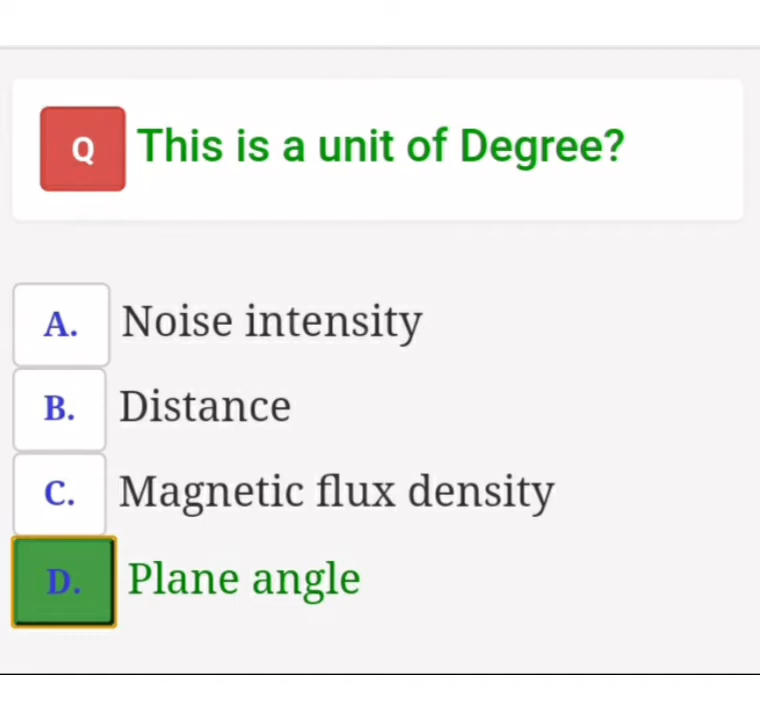 Q This is a unit of Degree?
A. Noise intensity
B. Distance
C. Magnetic flux density
D. Plane angle